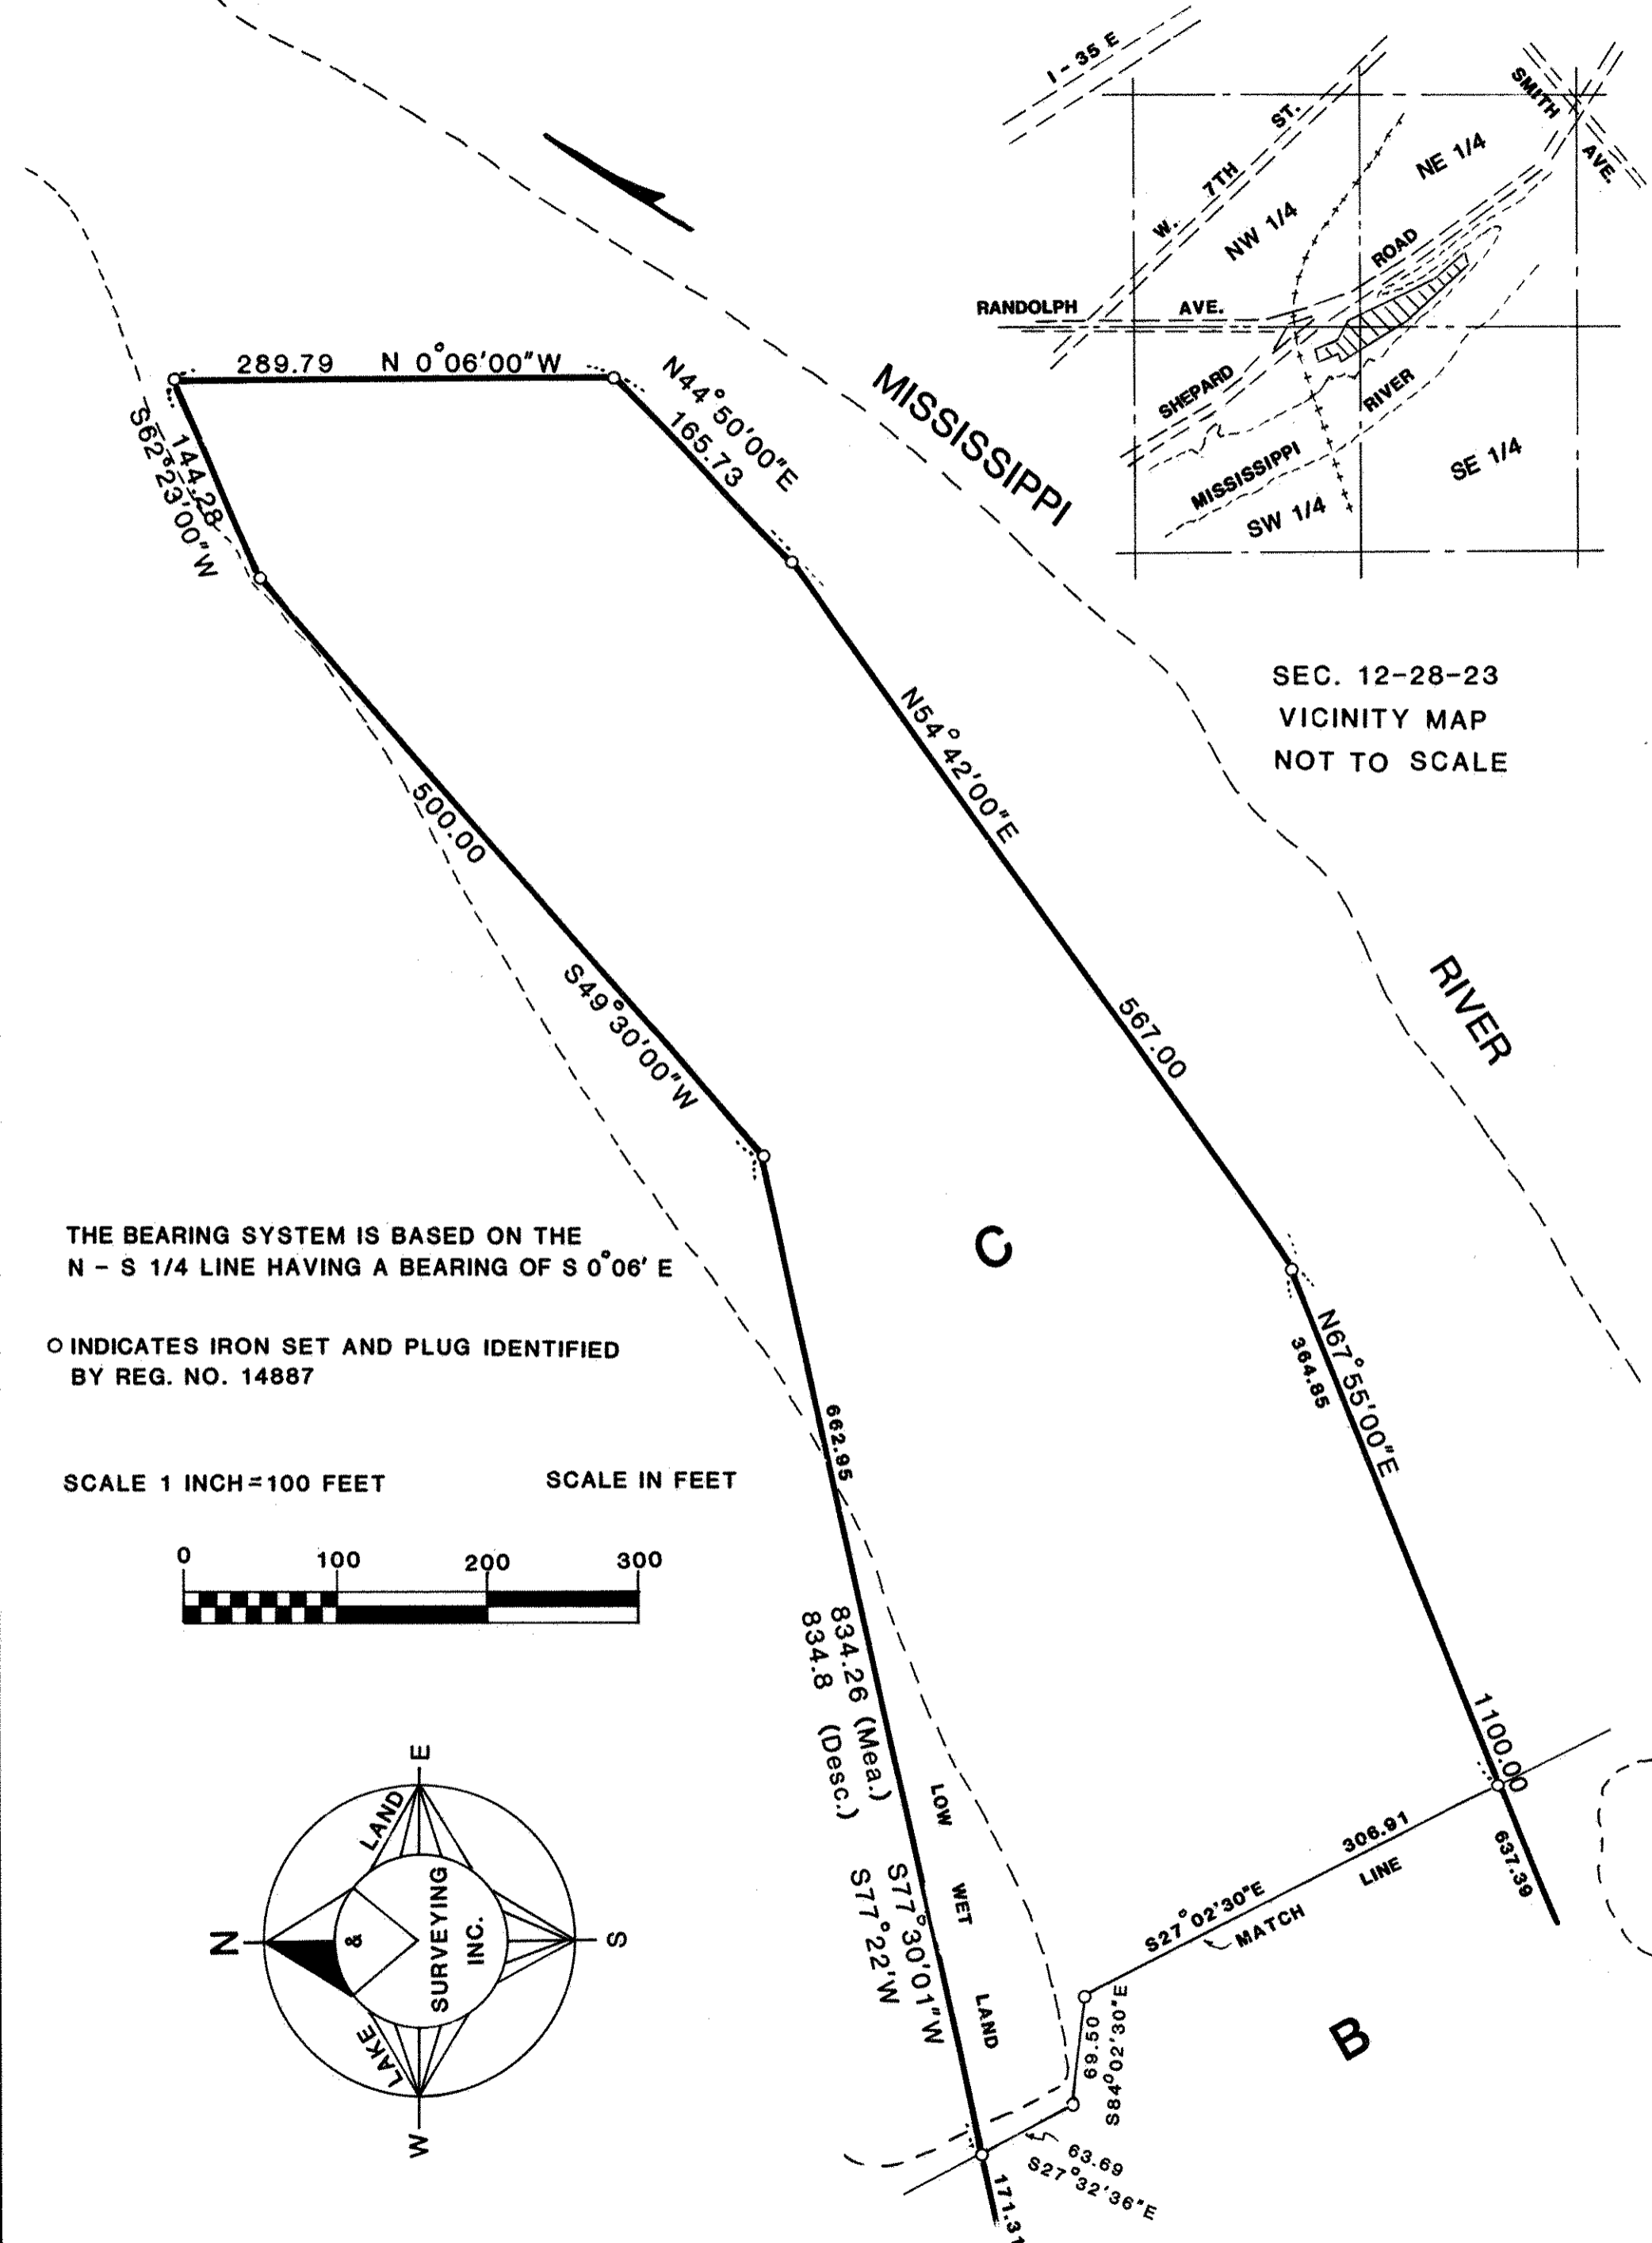 I - 35 E
W. 7TH ST.
SMITH AVE.
NE 1/4
NW 1/4
ROAD
RANDOLPH AVE.
SHEPARD
RIVER
MISSISSIPPI
SE 1/4
SW 1/4
SEC. 12-28-23
VICINITY MAP
NOT TO SCALE
289.79 N 0°06'00"W
N44°50'00"E
165.73
144.28
S62°23'00"W
MISSISSIPPI
RIVER
N54°42'00"E
567.00
500.00
S49°30'00"W
C
THE BEARING SYSTEM IS BASED ON THE
N - S 1/4 LINE HAVING A BEARING OF S 0°06' E
O INDICATES IRON SET AND PLUG IDENTIFIED
BY REG. NO. 14887
SCALE 1 INCH=100 FEET
SCALE IN FEET
0 100 200 300
N67°55'00"E
364.85
662.95
834.26 (Mea.) S77°30'01"W
834.8 (Desc.) S77°22'W
LOW WET LAND
1100.00
637.39
306.91
S27°02'30"E
MATCH LINE
69.50
S84°02'30"E
63.69
S27°32'36"E
171.31
B
E
N
S
W
LAKE & LAND
SURVEYING
INC.